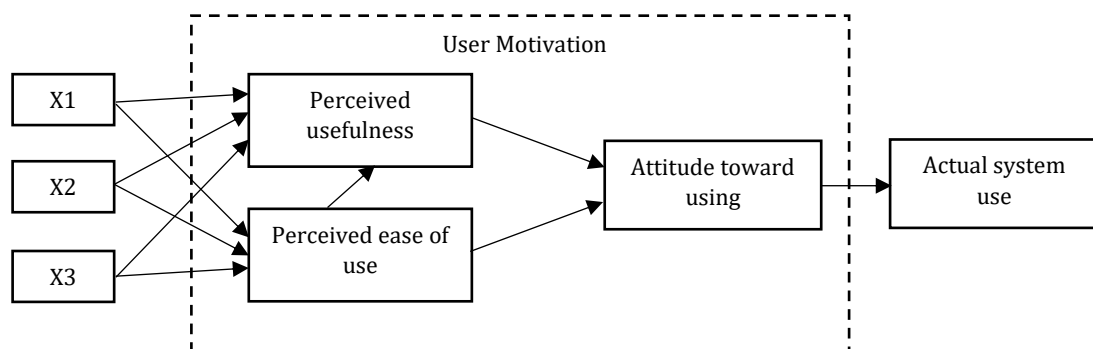 User Motivation
X1
X2
X3
Perceived
usefulness
Perceived ease of
use
Attitude toward
using
Actual system
use